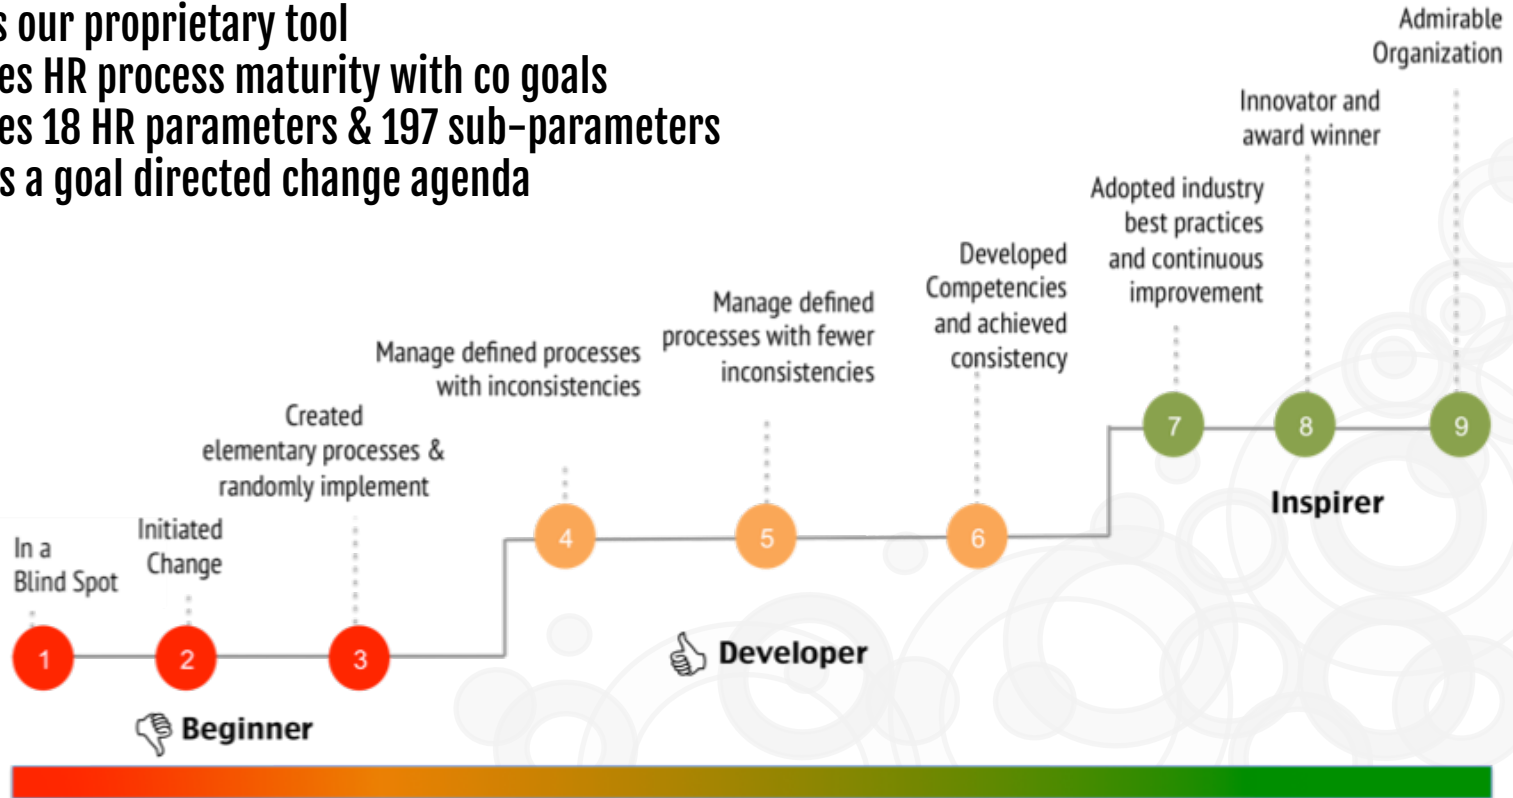 s our proprietary tool
es HR process maturity with co goals
es 18 HR parameters & 197 sub-parameters
s a goal directed change agenda
Admirable
Organization
Innovator and
award winner
Adopted industry
best practices
and continuous
improvement
Developed
Competencies
and achieved
consistency
Manage defined
processes with fewer
inconsistencies
Manage defined processes
with inconsistencies
Created
elementary processes &
randomly implement
Initiated
Change
In a
Blind Spot
7
8
9
Inspirer
4
5
6
Developer
1
2
3
Beginner